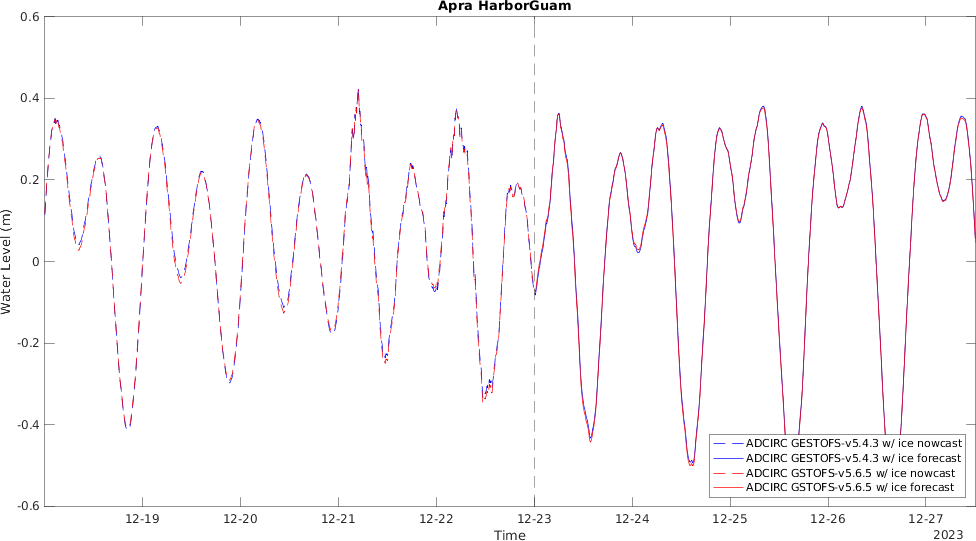 Apra HarborGuam
0.6
0.4
0.2
0
-0.2
-0.4
-0.6
Water Level (m)
12-19
12-20
12-21
12-22
12-23
12-24
12-25
12-26
12-27
Time
2023
ADCIRC GESTOFS-v5.4.3 w/ ice nowcast
ADCIRC GESTOFS-v5.4.3 w/ ice forecast
ADCIRC GSTOFS-v5.6.5 w/ ice nowcast
ADCIRC GSTOFS-v5.6.5 w/ ice forecast